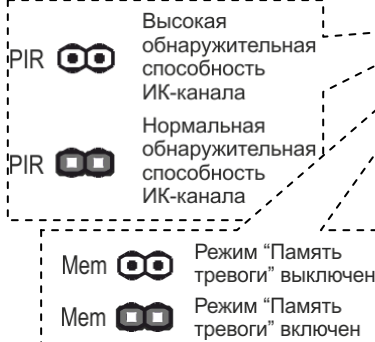 PIR
Высокая
обнаружительная
способность
ИК-канала
PIR
Нормальная
обнаружительная
способность
ИК-канала
Mem
Режим “Память
тревоги” выключен
Mem
Режим “Память
тревоги” включен